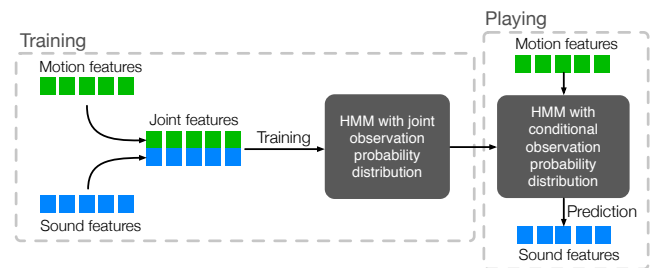 Training
Motion features
Joint features
Sound features
Training
HMM with joint
observation
probability
distribution
Playing
Motion features
HMM with
conditional
observation
probability
distribution
Prediction
Sound features